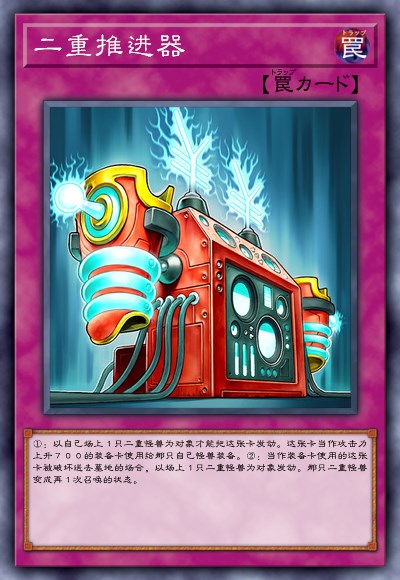 二重推进器
トラップ
罠
トラップ
【罠カード】
①：以自己场上１只二重怪兽为对象才能把这张卡发动。这张卡当作攻击力
上升７００的装备卡使用给那只自己怪兽装备。②：当作装备卡使用的这张
卡被破坏送去墓地的场合，以场上１只二重怪兽为对象发动。那只二重怪兽
变成再１次召唤的状态。